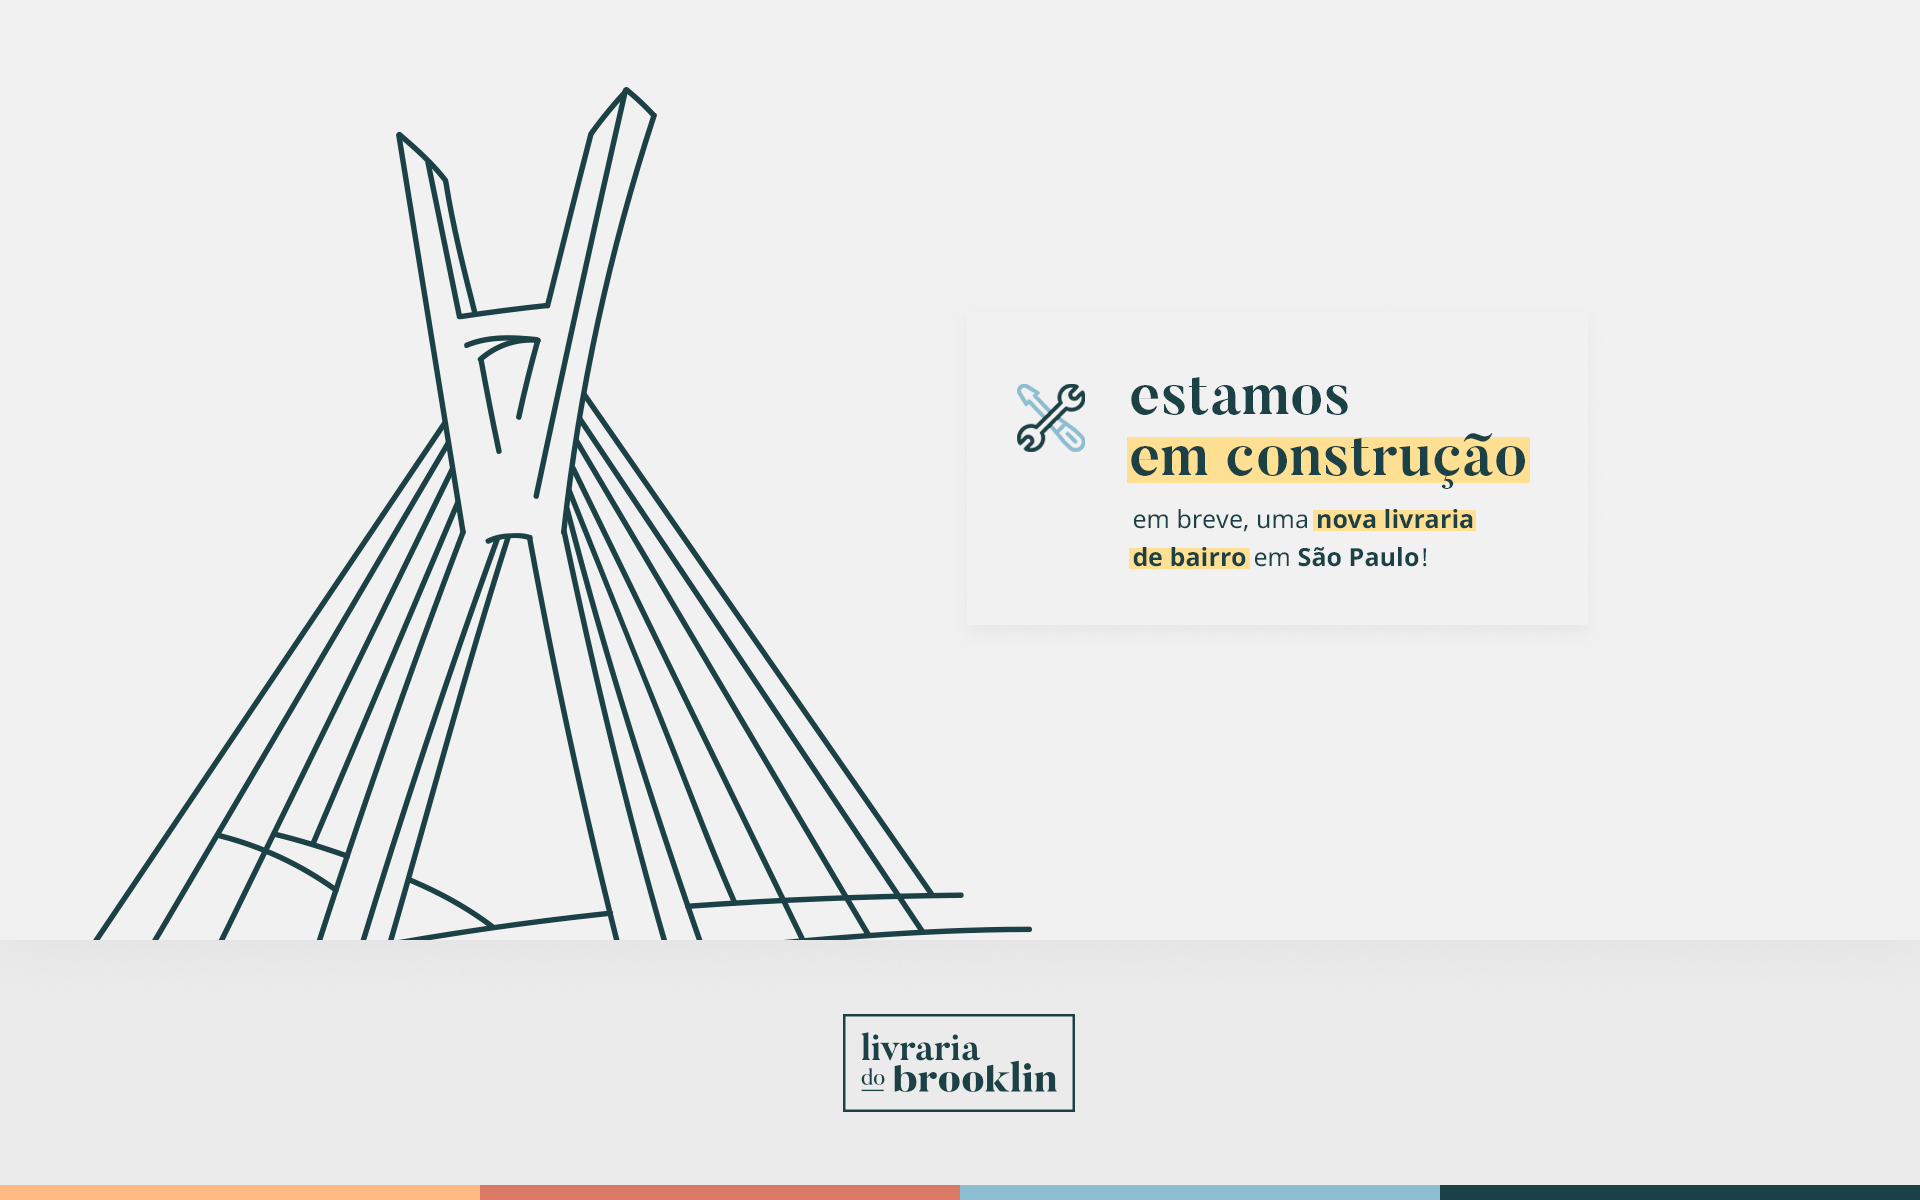 estamos
em construção
em breve, uma nova livraria
de bairro em São Paulo!
livraria
do brooklin